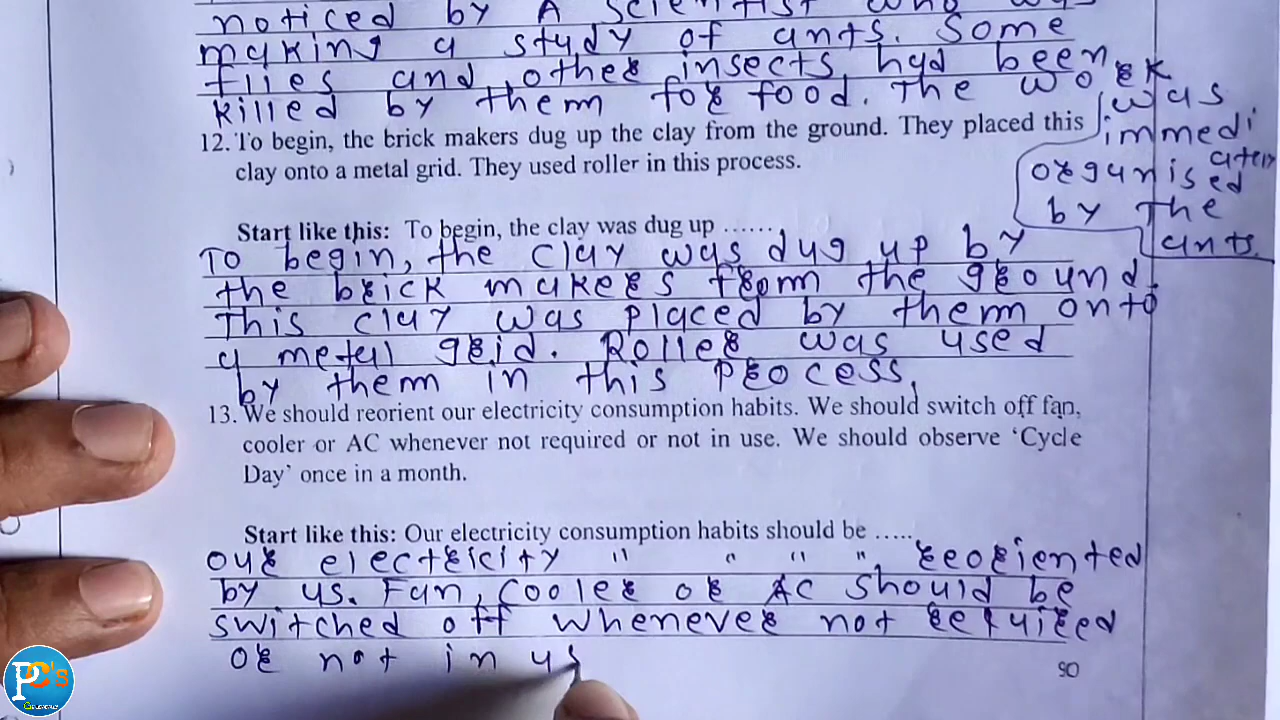 noticed by A scientist who was
making a study of ants. Some
flies and other insects had been
killed by them for food. The work
was
immedi
ately
organised
by the
ants.
12. To begin, the brick makers dug up the clay from the ground. They placed this
clay onto a metal grid. They used roller in this process.
Start like this: To begin, the clay was dug up ......
To begin, the clay was dug up by
the brick makers from the ground.
This clay was placed by them onto
a metal grid. Roller was used
by them in this process.
13. We should reorient our electricity consumption habits. We should switch off fan,
cooler or AC whenever not required or not in use. We should observe 'Cycle
Day' once in a month.
Start like this: Our electricity consumption habits should be .....
Our electricity " " " " reoriented
by us. Fan, cooler or AC should be
switched off whenever not required
or not in us
50
PC's